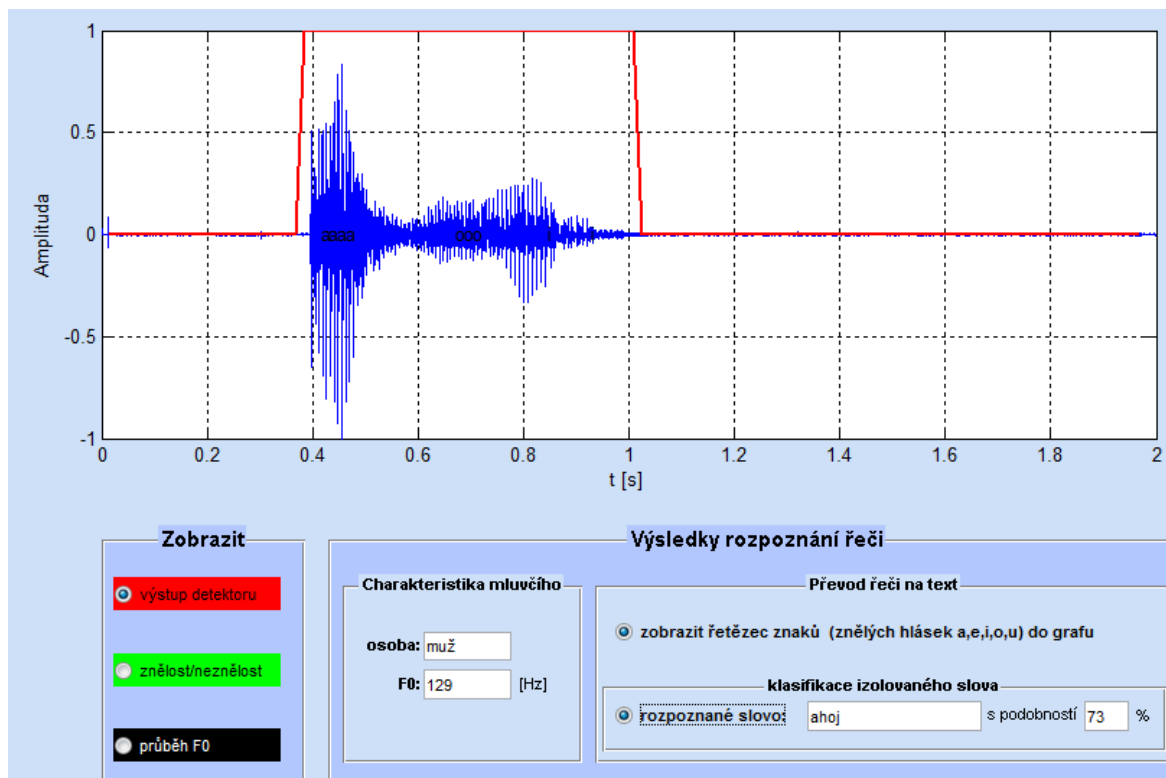 1
0.5
Amplituda
0
aaaa
ooo
i
-0.5
-1
0 0.2 0.4 0.6 0.8 1 1.2 1.4 1.6 1.8 2
t [s]
Zobrazit
výstup detektoru
znělost/neznělost
průběh F0
Výsledky rozpoznání řeči
Charakteristika mluvčího
osoba: muž
F0: 129 [Hz]
Převod řeči na text
zobrazit řetězec znaků (znělých hlásek a,e,i,o,u) do grafu
klasifikace izolovaného slova
rozpoznané slovo: ahoj s podobností 73 %